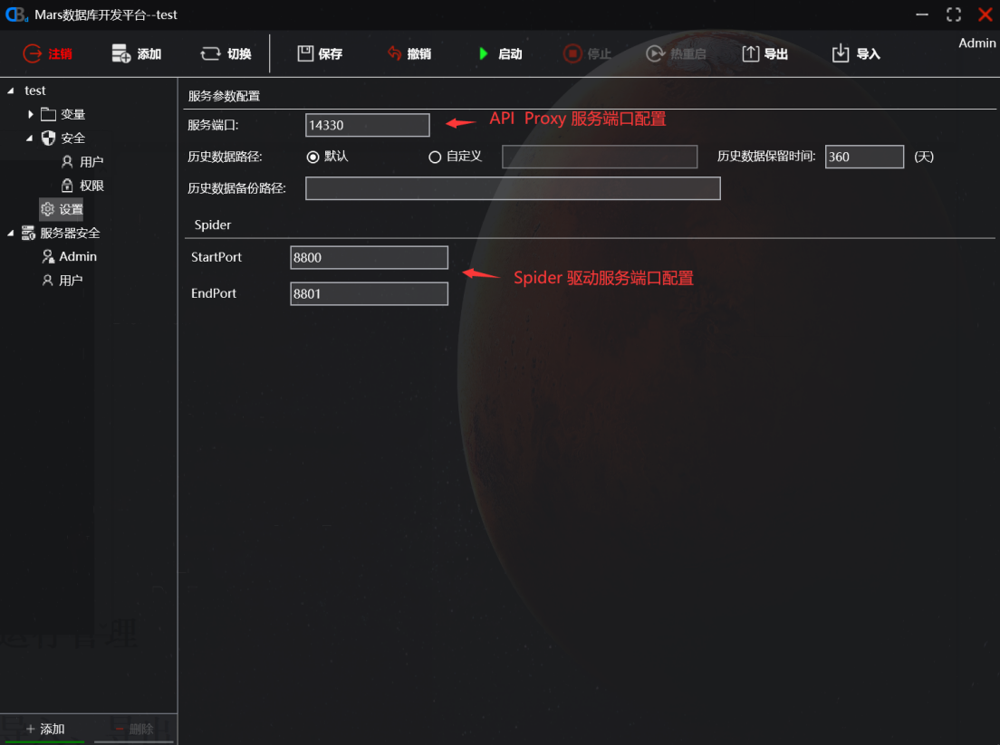 Mars数据库开发平台--test
注销 添加 切换 保存 撤销 启动 停止 热重启 导出 导入 Admin
test
变量
安全
用户
权限
设置
服务器安全
Admin
用户
服务参数配置
服务端口: 14330 API Proxy 服务端口配置
历史数据路径: 默认 自定义 历史数据保留时间: 360 (天)
历史数据备份路径:
Spider
StartPort 8800
Spider 驱动服务端口配置
EndPort 8801
运行管理
+ 添加 − 删除